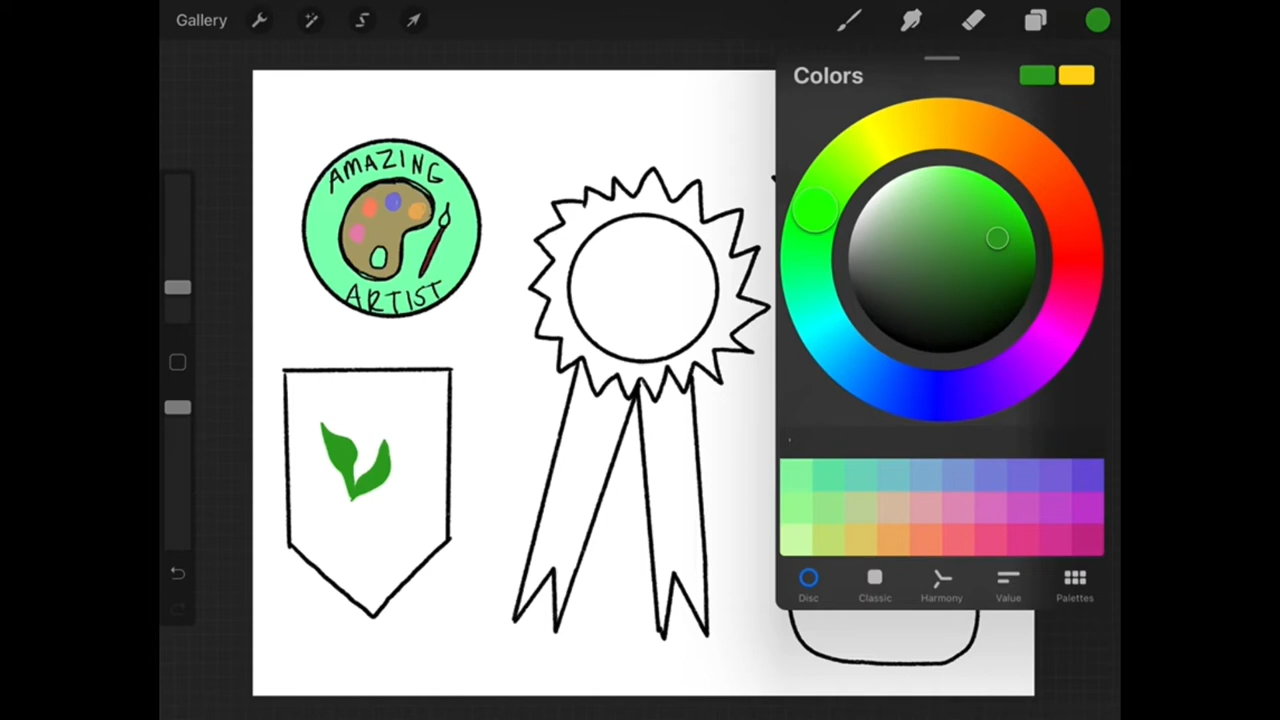 Gallery
Colors
AMAZING
ARTIST
Disc
Classic
Harmony
Value
Palettes